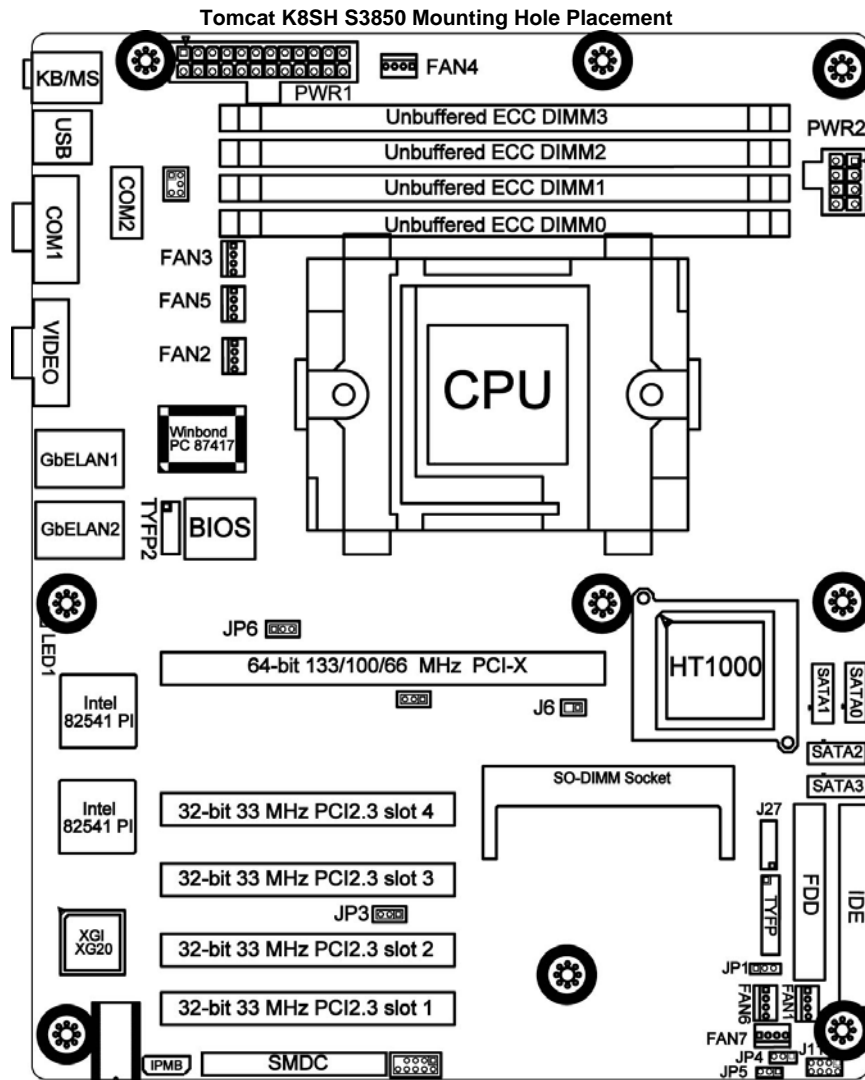 Tomcat K8SH S3850 Mounting Hole Placement
KB/MS
PWR1
FAN4
USB
Unbuffered ECC DIMM3
PWR2
Unbuffered ECC DIMM2
COM2
Unbuffered ECC DIMM1
COM1
Unbuffered ECC DIMM0
FAN3
FAN5
VIDEO
FAN2
CPU
Winbond
PC 87417
GbELAN1
GbELAN2
TYFP2
BIOS
LED1
JP6
64-bit 133/100/66 MHz PCI-X
HT1000
Intel
82541 PI
J6
SATA1
SATA0
SATA2
SO-DIMM Socket
SATA3
Intel
82541 PI
32-bit 33 MHz PCI2.3 slot 4
J27
32-bit 33 MHz PCI2.3 slot 3
TYFP
FDD
IDE
JP3
XGI
XG20
32-bit 33 MHz PCI2.3 slot 2
JP1
32-bit 33 MHz PCI2.3 slot 1
FAN6
FAN1
FAN7
IPMB
SMDC
JP4
JP5